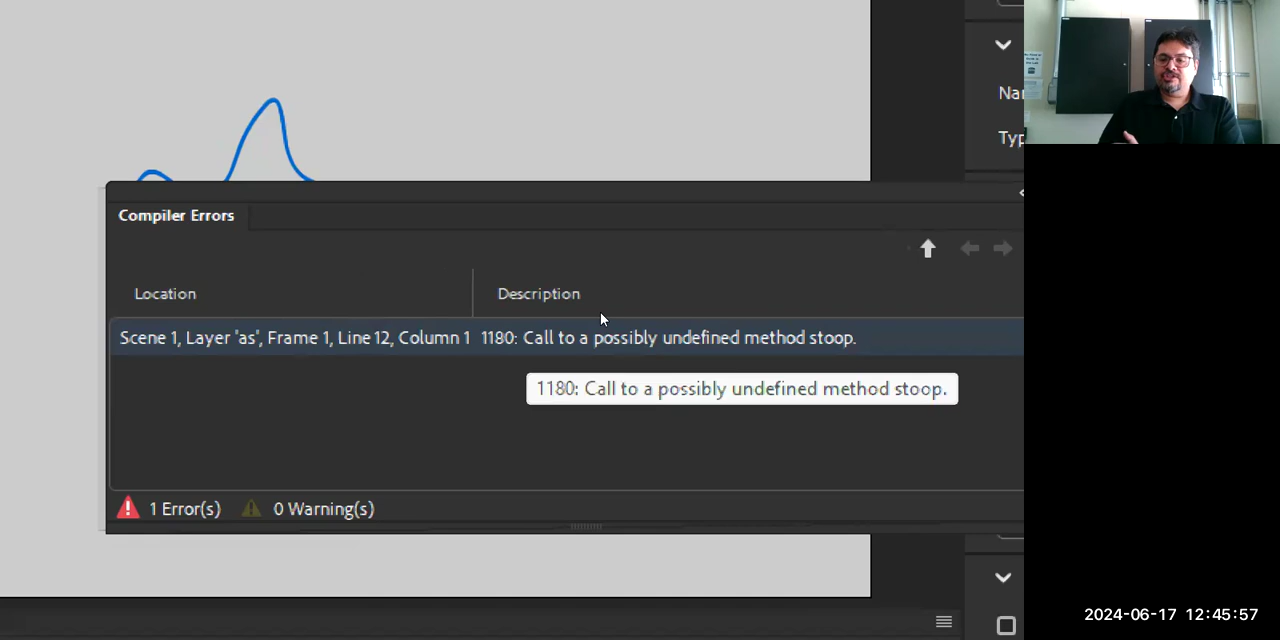 Nar
Typ
Compiler Errors
Location
Description
Scene 1, Layer 'as', Frame 1, Line 12, Column 1
1180: Call to a possibly undefined method stoop.
1180: Call to a possibly undefined method stoop.
1 Error(s)
0 Warning(s)
2024-06-17 12:45:57